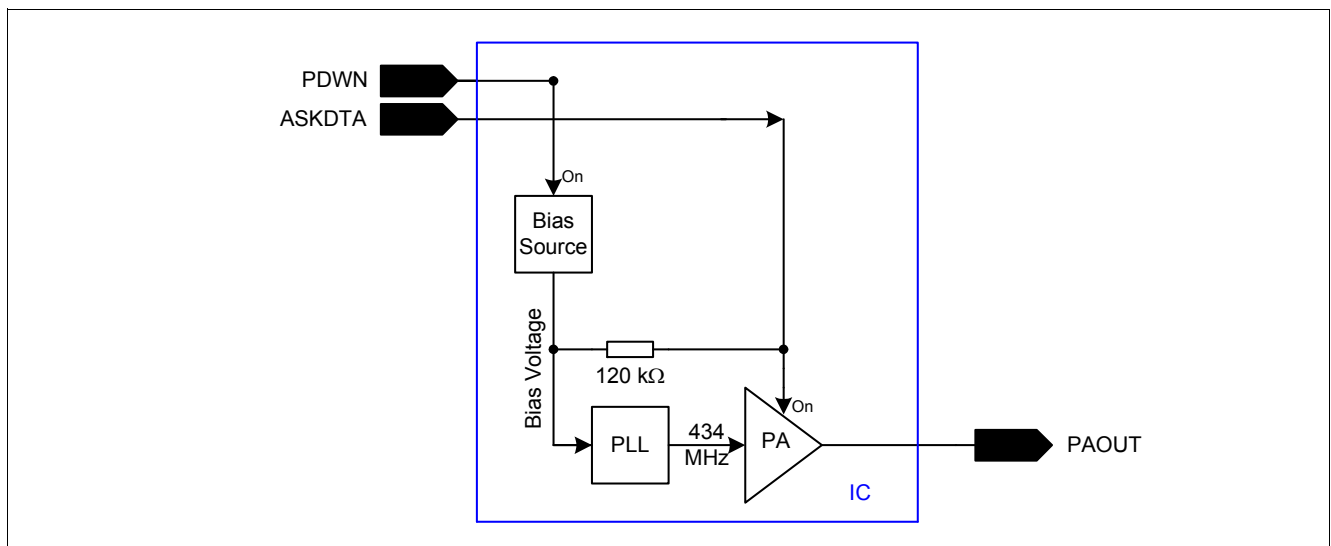 PDWN
ASKDTA
On
Bias
Source
Bias Voltage
120 kΩ
On
PLL
434
MHz
PA
PAOUT
IC